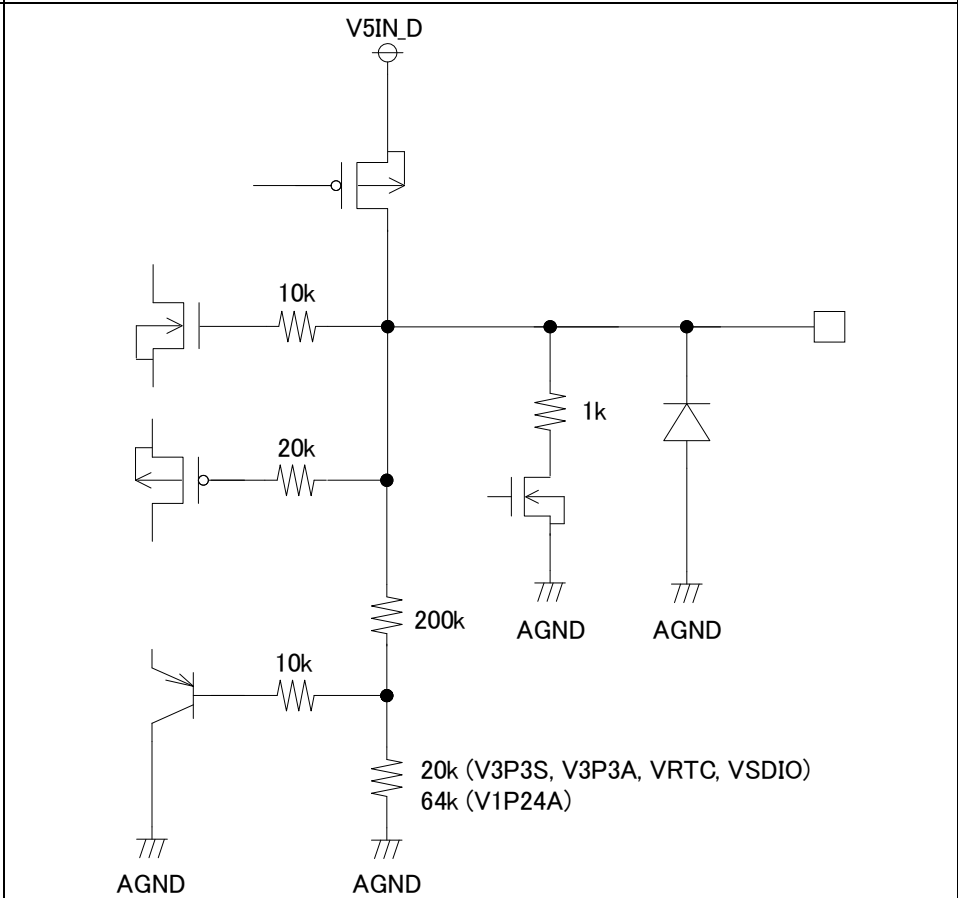 V5IN_D
10k
20k
1k
200k
AGND
AGND
10k
20k (V3P3S, V3P3A, VRTC, VSDIO)
64k (V1P24A)
AGND
AGND